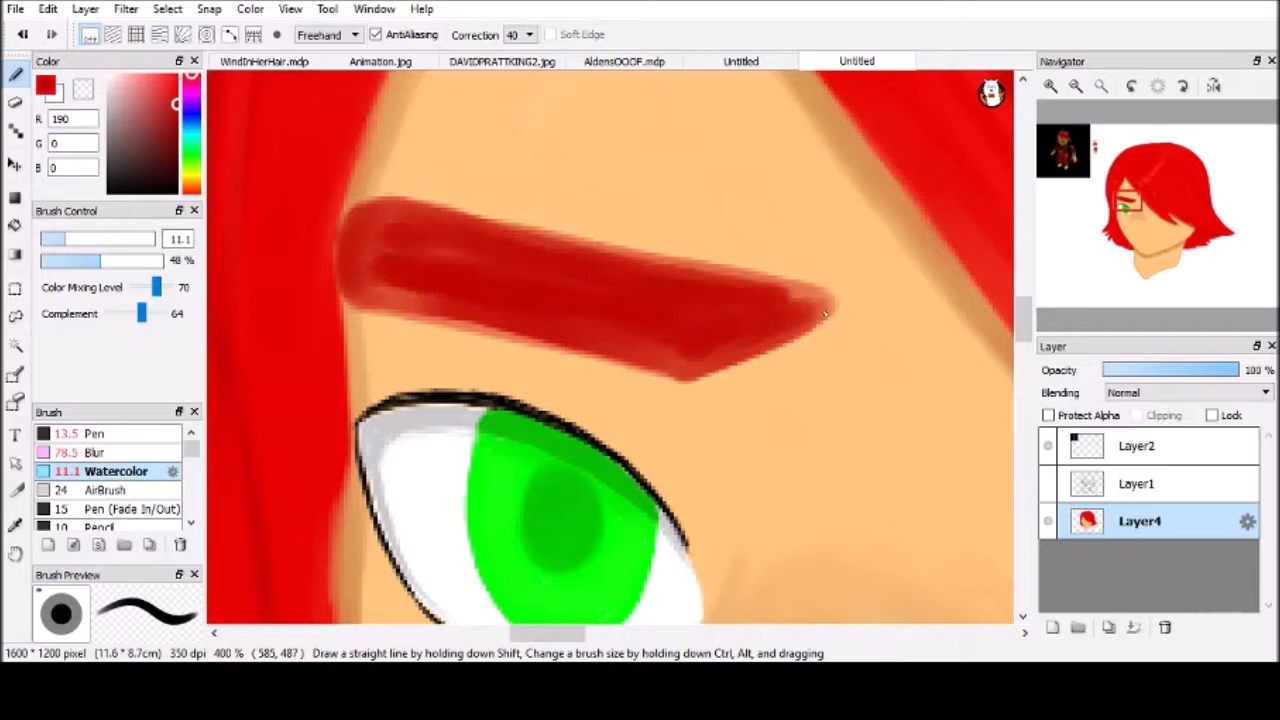 File Edit Layer Filter Select Snap Color View Tool Window Help
Off Freehand AntiAliasing Correction 40 Soft Edge
Color
WindInHerHair.mdp Animation.jpg DAVIDPRATTKING2.jpg AldensOOOF.mdp Untitled Untitled
Navigator
R 190
G 0
B 0
Brush Control
11.1
48 %
Color Mixing Level 70
Complement 64
Layer
Opacity 100 %
Blending Normal
Protect Alpha Clipping Lock
Layer2
Layer1
Layer4
Brush
13.5 Pen
78.5 Blur
11.1 Watercolor
24 AirBrush
15 Pen (Fade In/Out)
10 Pencil
Brush Preview
1600 * 1200 pixel (11.6 * 8.7cm) 350 dpi 400 % ( 585, 487 ) Draw a straight line by holding down Shift, Change a brush size by holding down Ctrl, Alt, and dragging